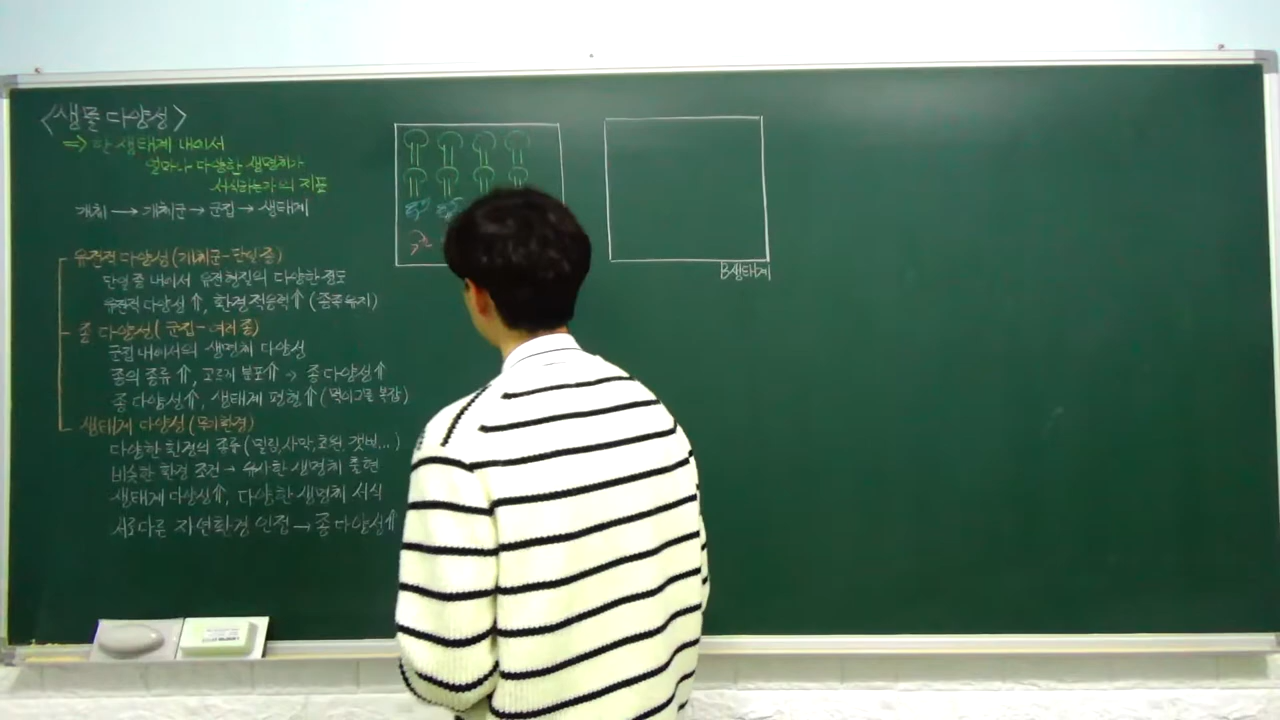 <생물 다양성>
⇒ 한 생태계 내에서
얼마나 다양한 생명체가
서식하는가의 지표
개체 → 개체군 → 군집 → 생태계
유전적 다양성 (개체군-단일종)
단일종 내에서 유전형질의 다양한 정도
유전적 다양성⇑, 환경적응력⇑ (종족유지)
종 다양성 (군집-여러종)
군집내에서의 생명체 다양성
종의 종류⇑, 고르게 분포⇑ → 종 다양성⇑
종 다양성⇑, 생태계 평형⇑ (먹이그물 복잡)
생태계 다양성 (무기환경)
다양한 환경의 종류 (밀림,사막,초원,갯벌...)
비슷한 환경 조건 → 유사한 생명체 출현
생태계 다양성⇑, 다양한 생명체 서식
서로다른 자연환경 인접 → 종 다양성⇑
B생태계